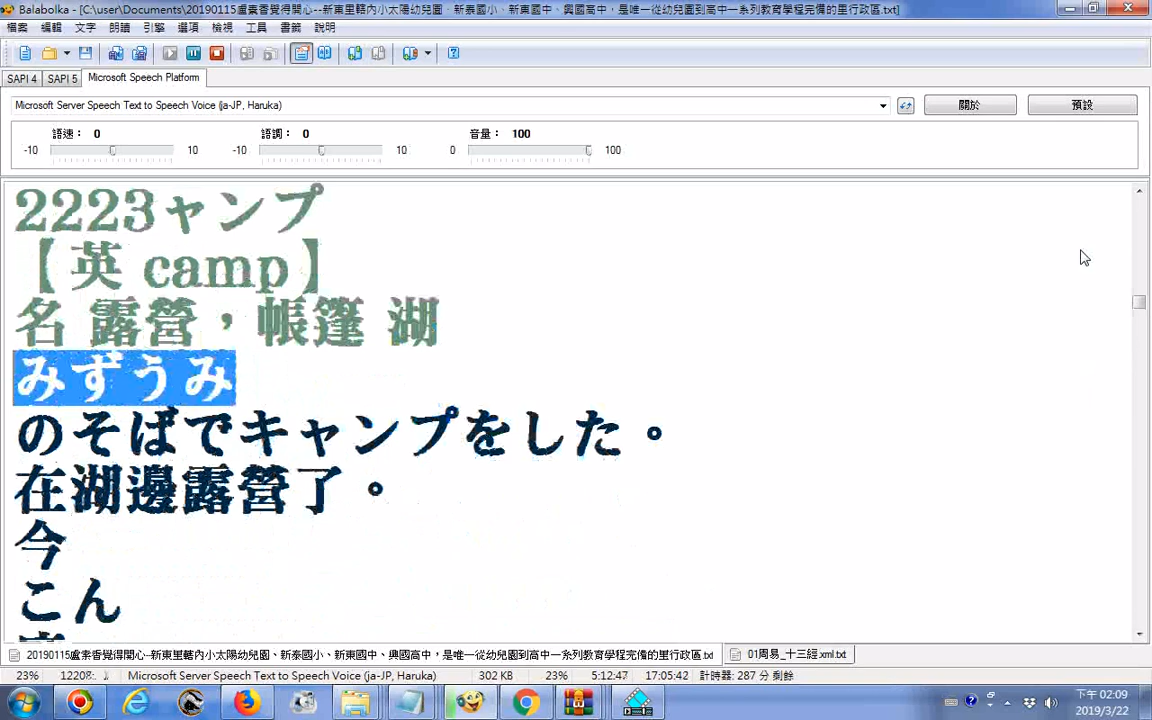 Balabolka - [C:\user\Documents\20190115盧素香覺得開心--新東里轄內小太陽幼兒園、新泰國小、新東國中、興國高中，是唯一從幼兒園到高中一系列教育學程完備的里行政區.txt]
檔案 編輯 文字 朗讀 引擎 選項 檢視 工具 書籤 說明
SAPI 4 SAPI 5 Microsoft Speech Platform
Microsoft Server Speech Text to Speech Voice (ja-JP, Haruka) 關於 預設
語速： 0 語調： 0 音量： 100
-10 10 -10 10 0 100
2223ャンプ
【英 camp】
名 露營，帳篷 湖
みずうみ
のそばでキャンプをした。
在湖邊露營了。
今
こん
20190115盧素香覺得開心--新東里轄內小太陽幼兒園、新泰國小、新東國中、興國高中，是唯一從幼兒園到高中一系列教育學程完備的里行政區.txt 01周易_十三經.xml.txt
23% Microsoft Server Speech Text to Speech Voice (ja-JP, Haruka) 302 KB 23% 5:12:47 17:05:42 計時器: 287 分 剩餘
下午 02:09
2019/3/22